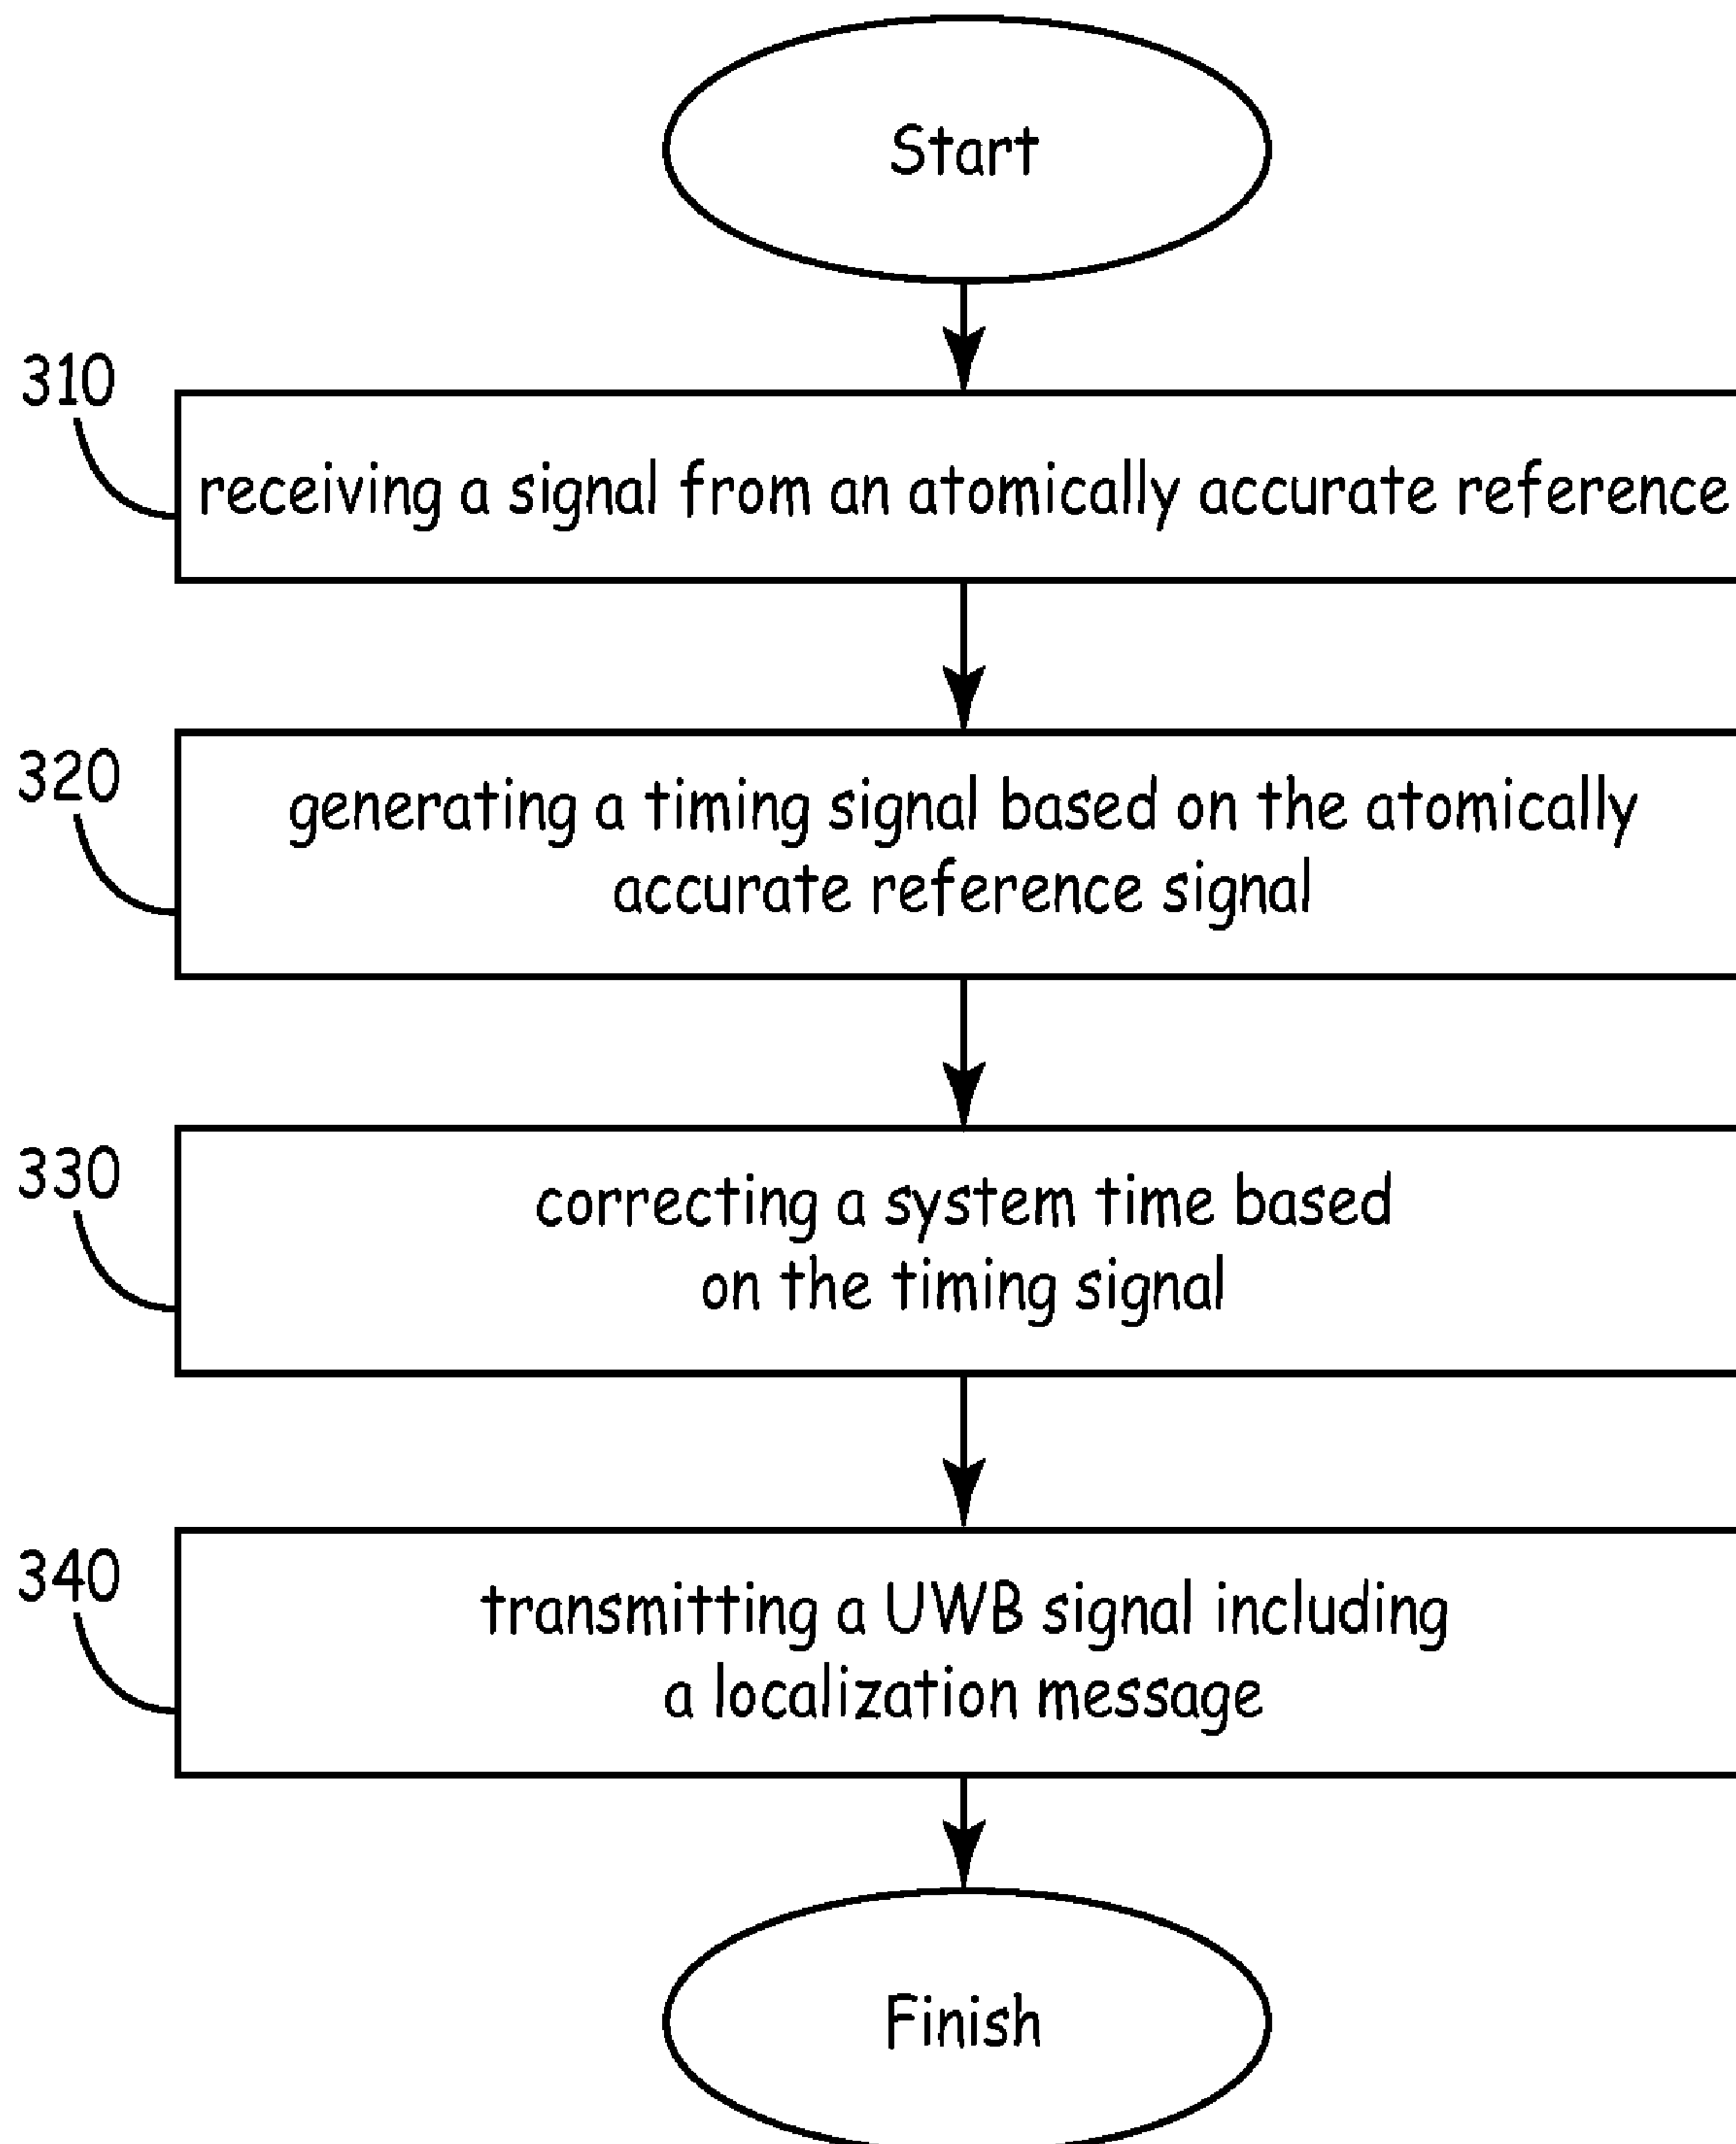 Start
310
receiving a signal from an atomically accurate reference
320
generating a timing signal based on the atomically
accurate reference signal
330
correcting a system time based
on the timing signal
340
transmitting a UWB signal including
a localization message
Finish